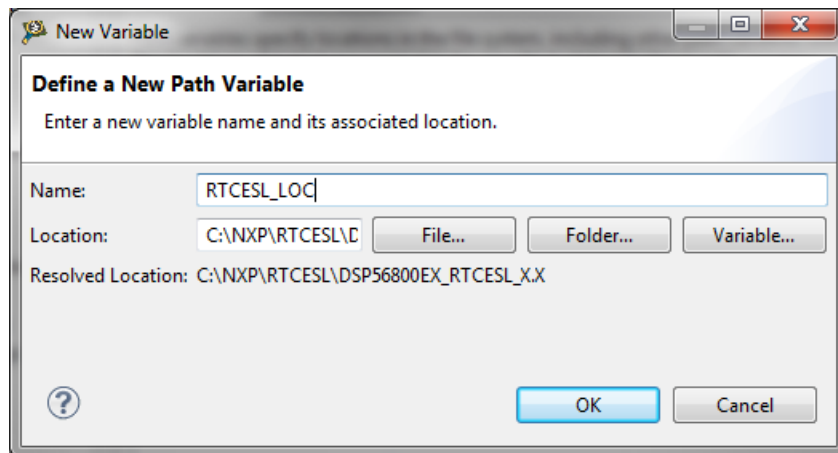 New Variable
Define a New Path Variable
Enter a new variable name and its associated location.
Name: RTCESL_LOC
Location: C:\NXP\RTCESL\D File... Folder... Variable...
Resolved Location: C:\NXP\RTCESL\DSP56800EX_RTCESL_X.X
OK Cancel